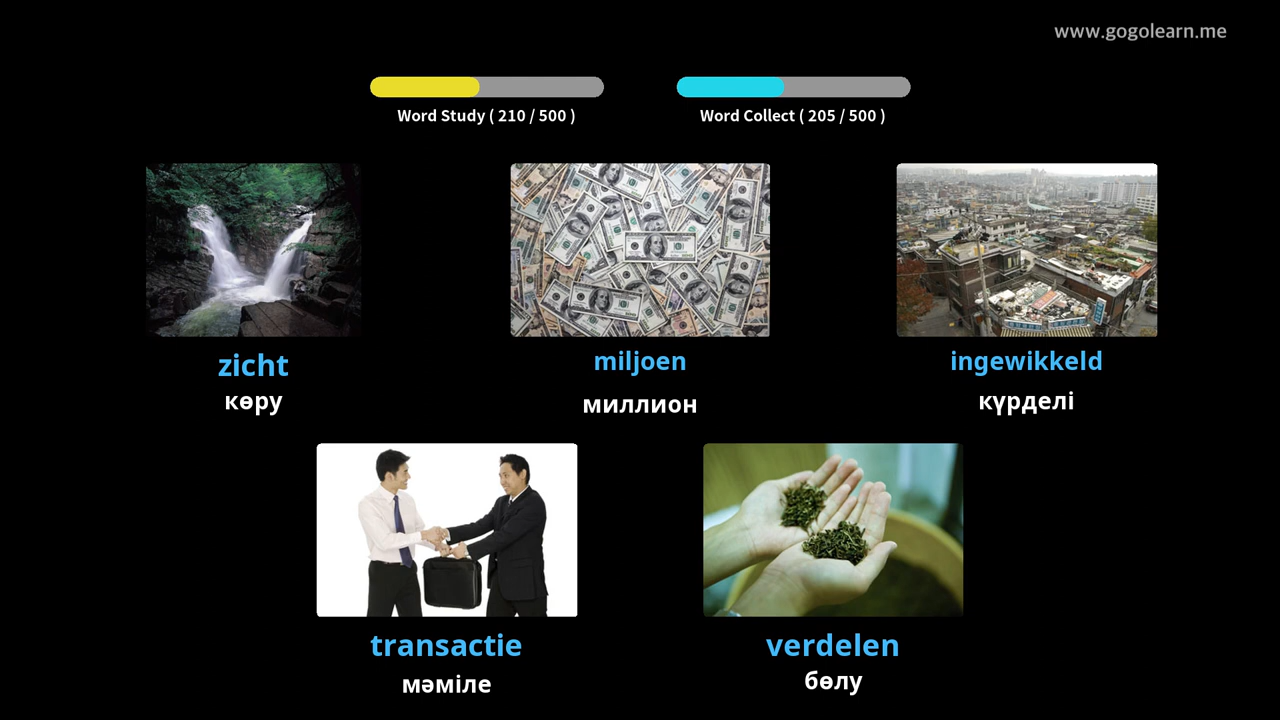 www.gogolearn.me
Word Study ( 210 / 500 )
Word Collect ( 205 / 500 )
zicht
көру
miljoen
миллион
ingewikkeld
күрделі
transactie
мәміле
verdelen
бөлу